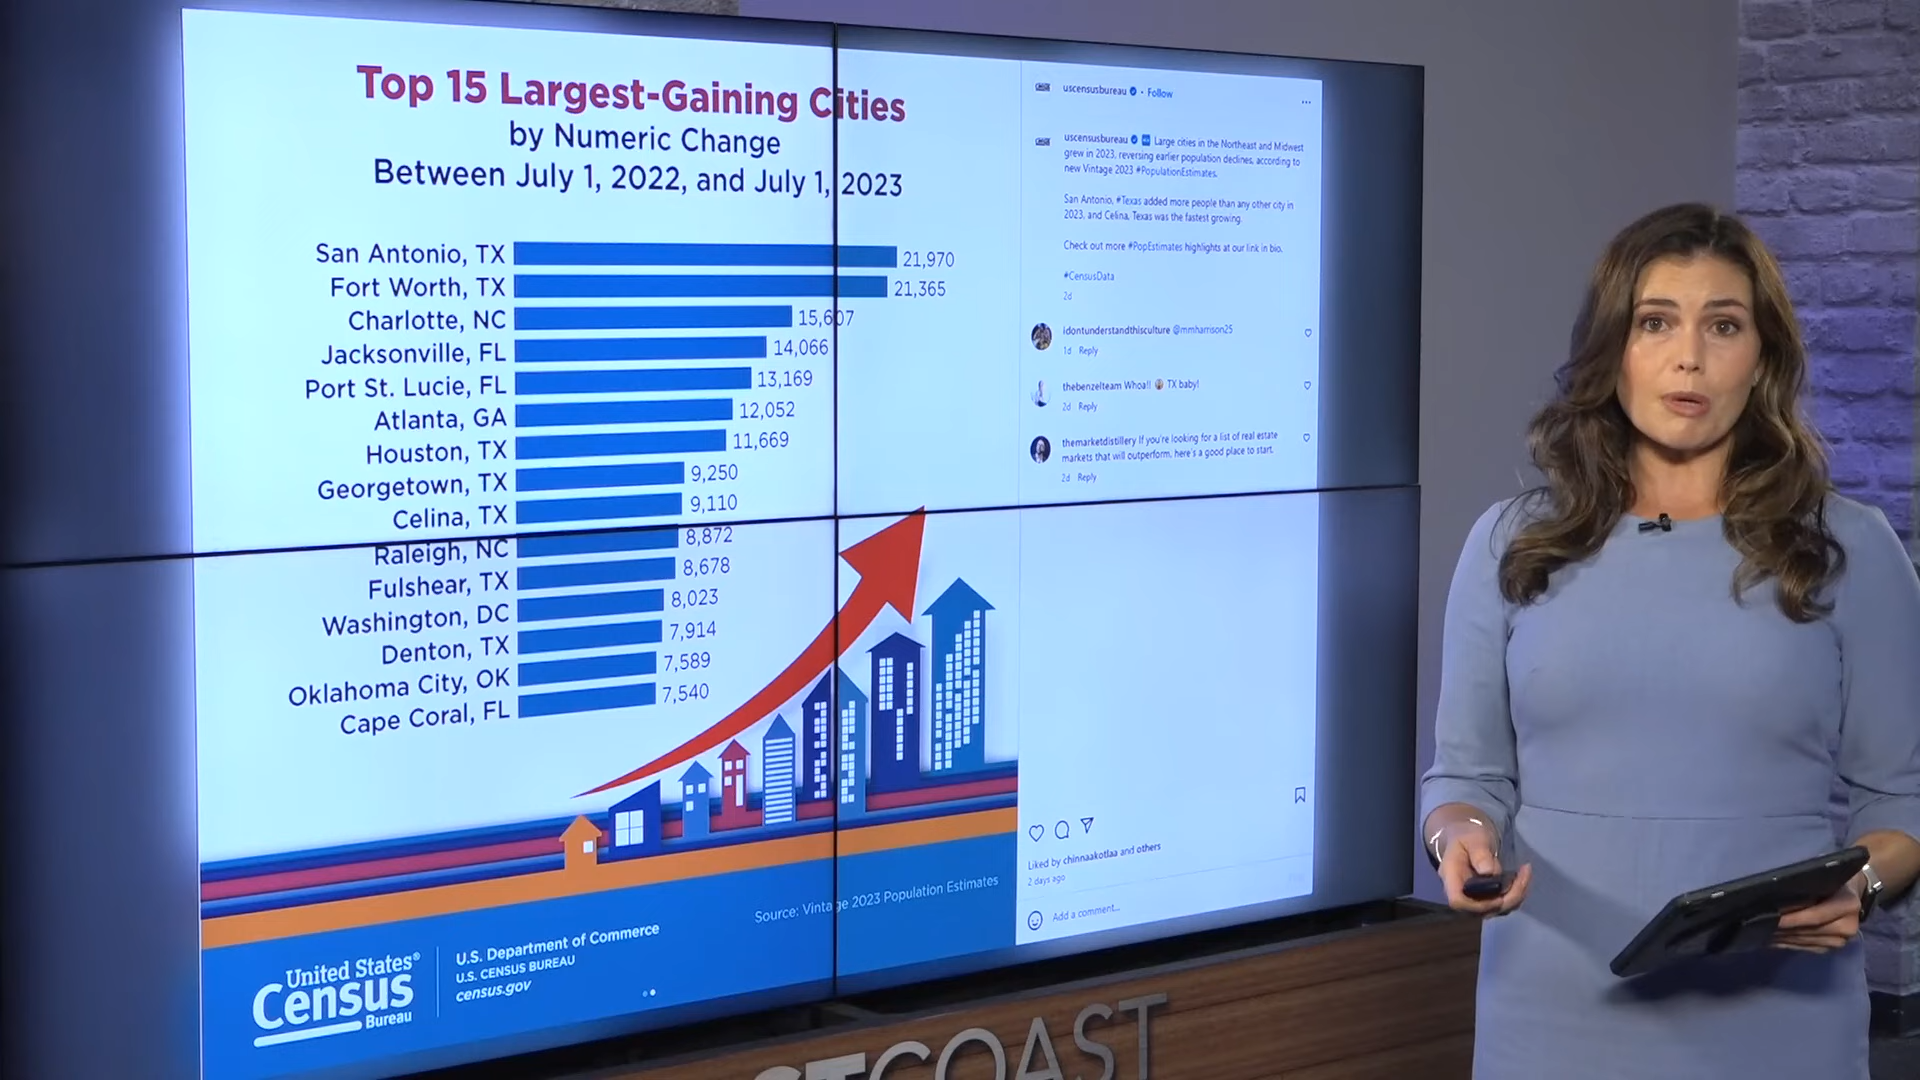 Top 15 Largest-Gaining Cities
by Numeric Change
Between July 1, 2022, and July 1, 2023
San Antonio, TX 21,970
Fort Worth, TX 21,365
Charlotte, NC 15,607
Jacksonville, FL 14,066
Port St. Lucie, FL 13,169
Atlanta, GA 12,052
Houston, TX 11,669
Georgetown, TX 9,250
Celina, TX 9,110
Raleigh, NC 8,872
Fulshear, TX 8,678
Washington, DC 8,023
Denton, TX 7,914
Oklahoma City, OK 7,589
Cape Coral, FL 7,540
Source: Vintage 2023 Population Estimates
United States®
Census
Bureau
U.S. Department of Commerce
U.S. CENSUS BUREAU
census.gov
uscensusbureau • Follow
uscensusbureau Large cities in the Northeast and Midwest
grew in 2023, reversing earlier population declines, according to
new Vintage 2023 #PopulationEstimates.
San Antonio, #Texas added more people than any other city in
2023, and Celina, Texas was the fastest growing.
Check out more #PopEstimates highlights at our link in bio.
#CensusData
2d
idontunderstandthisculture @mmharrison25
1d Reply
thebenzelteam Whoa!! TX baby!
2d Reply
themarketdistillery If you're looking for a list of real estate
markets that will outperform, here's a good place to start.
2d Reply
Liked by chinnaakotlaa and others
2 days ago
Add a comment...
COAST